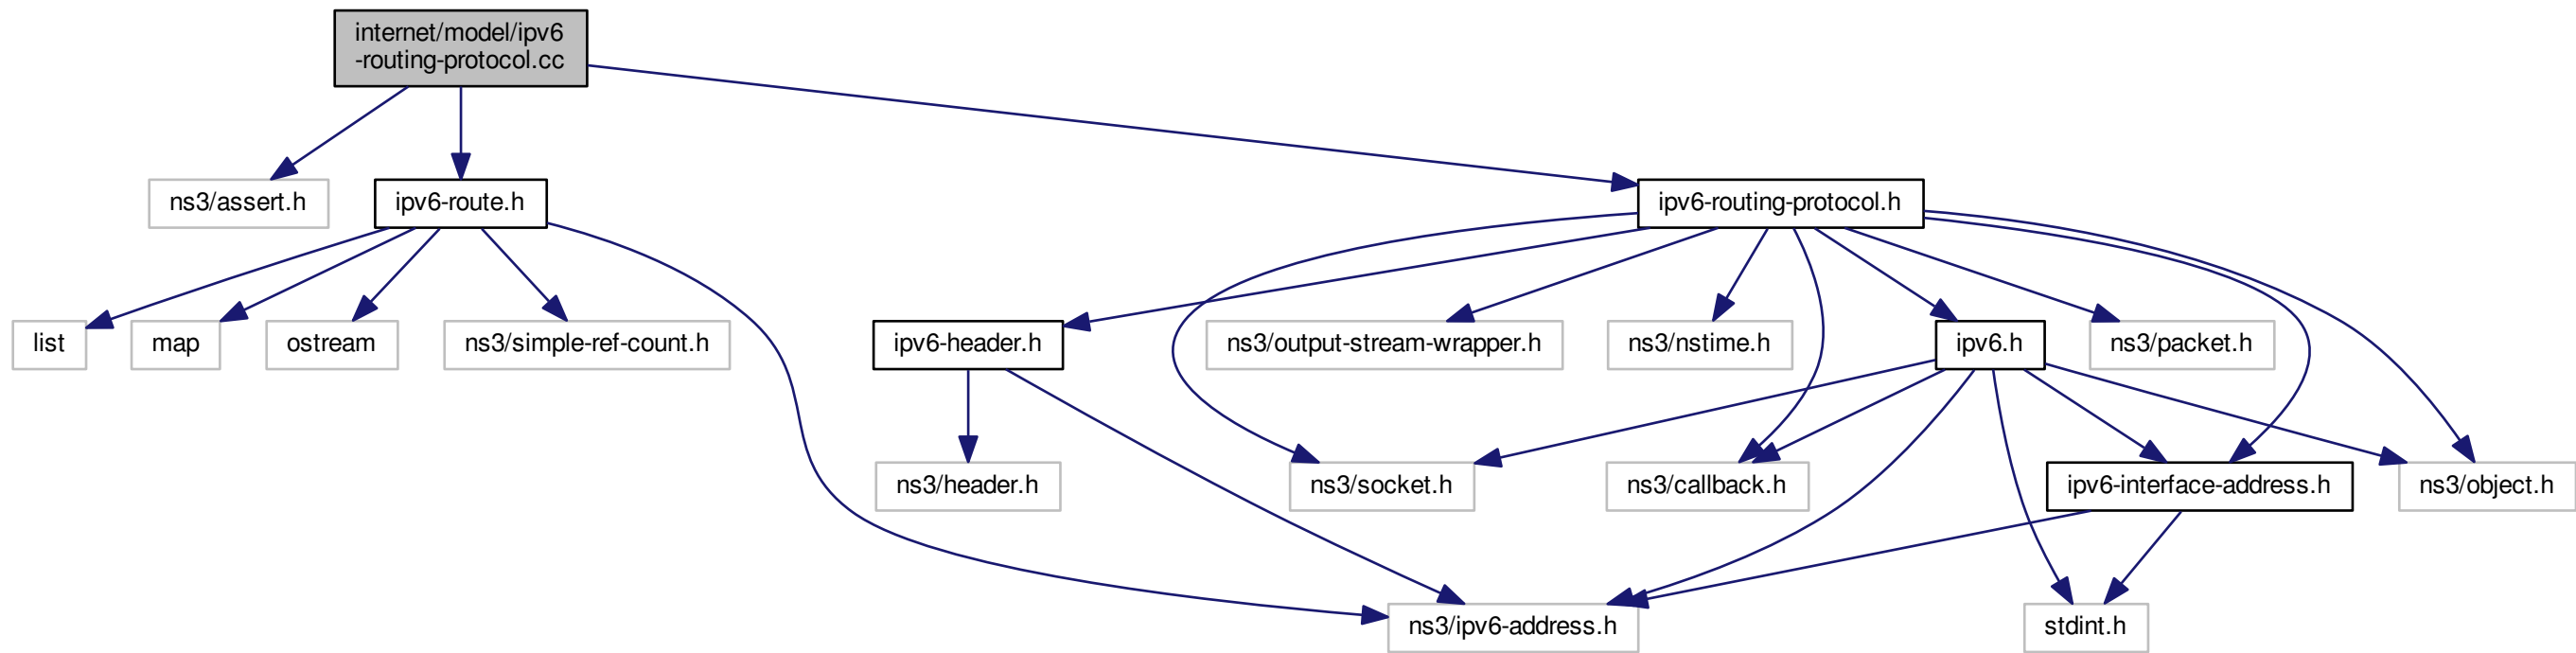 internet/model/ipv6
-routing-protocol.cc
ns3/assert.h
ipv6-route.h
ipv6-routing-protocol.h
list
map
ostream
ns3/simple-ref-count.h
ipv6-header.h
ns3/output-stream-wrapper.h
ns3/nstime.h
ipv6.h
ns3/packet.h
ns3/header.h
ns3/socket.h
ns3/callback.h
ipv6-interface-address.h
ns3/object.h
ns3/ipv6-address.h
stdint.h